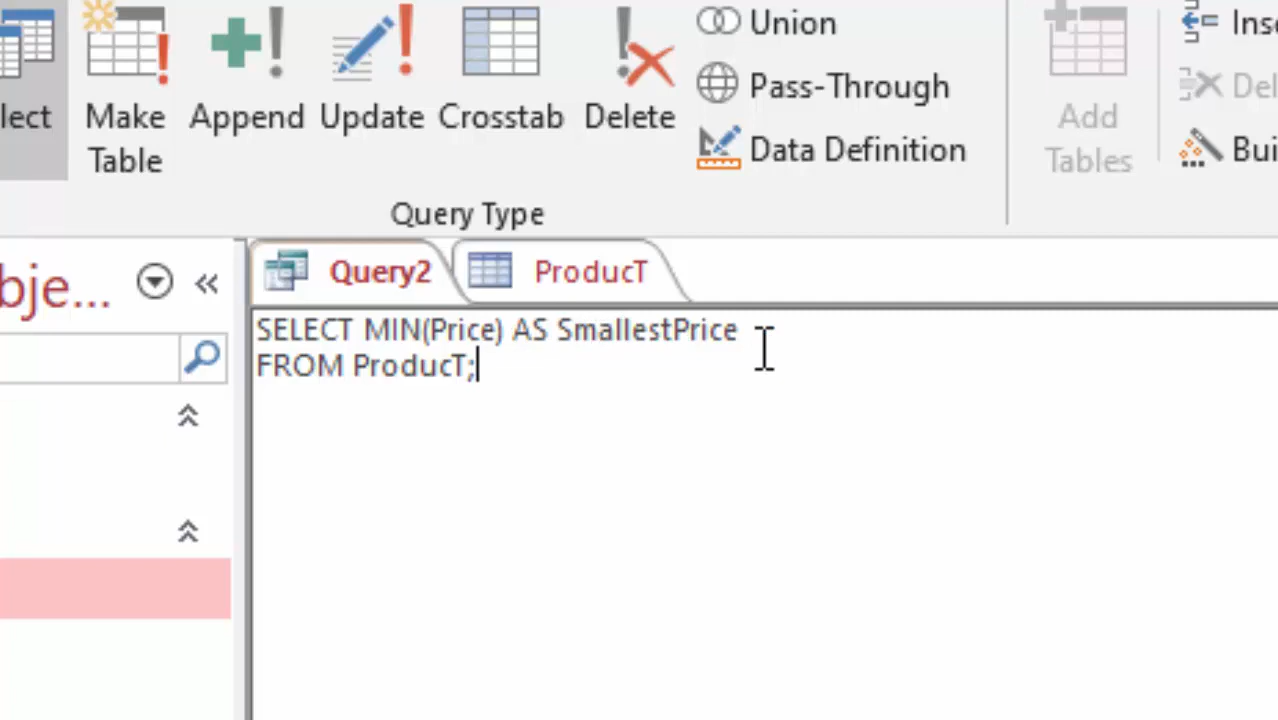 Union
Inse
lect
Make Table
Append
Update
Crosstab
Delete
Pass-Through
Data Definition
Add Tables
Del
Bui
Query Type
bje...
Query2
ProducT
SELECT MIN(Price) AS SmallestPrice
FROM ProducT;